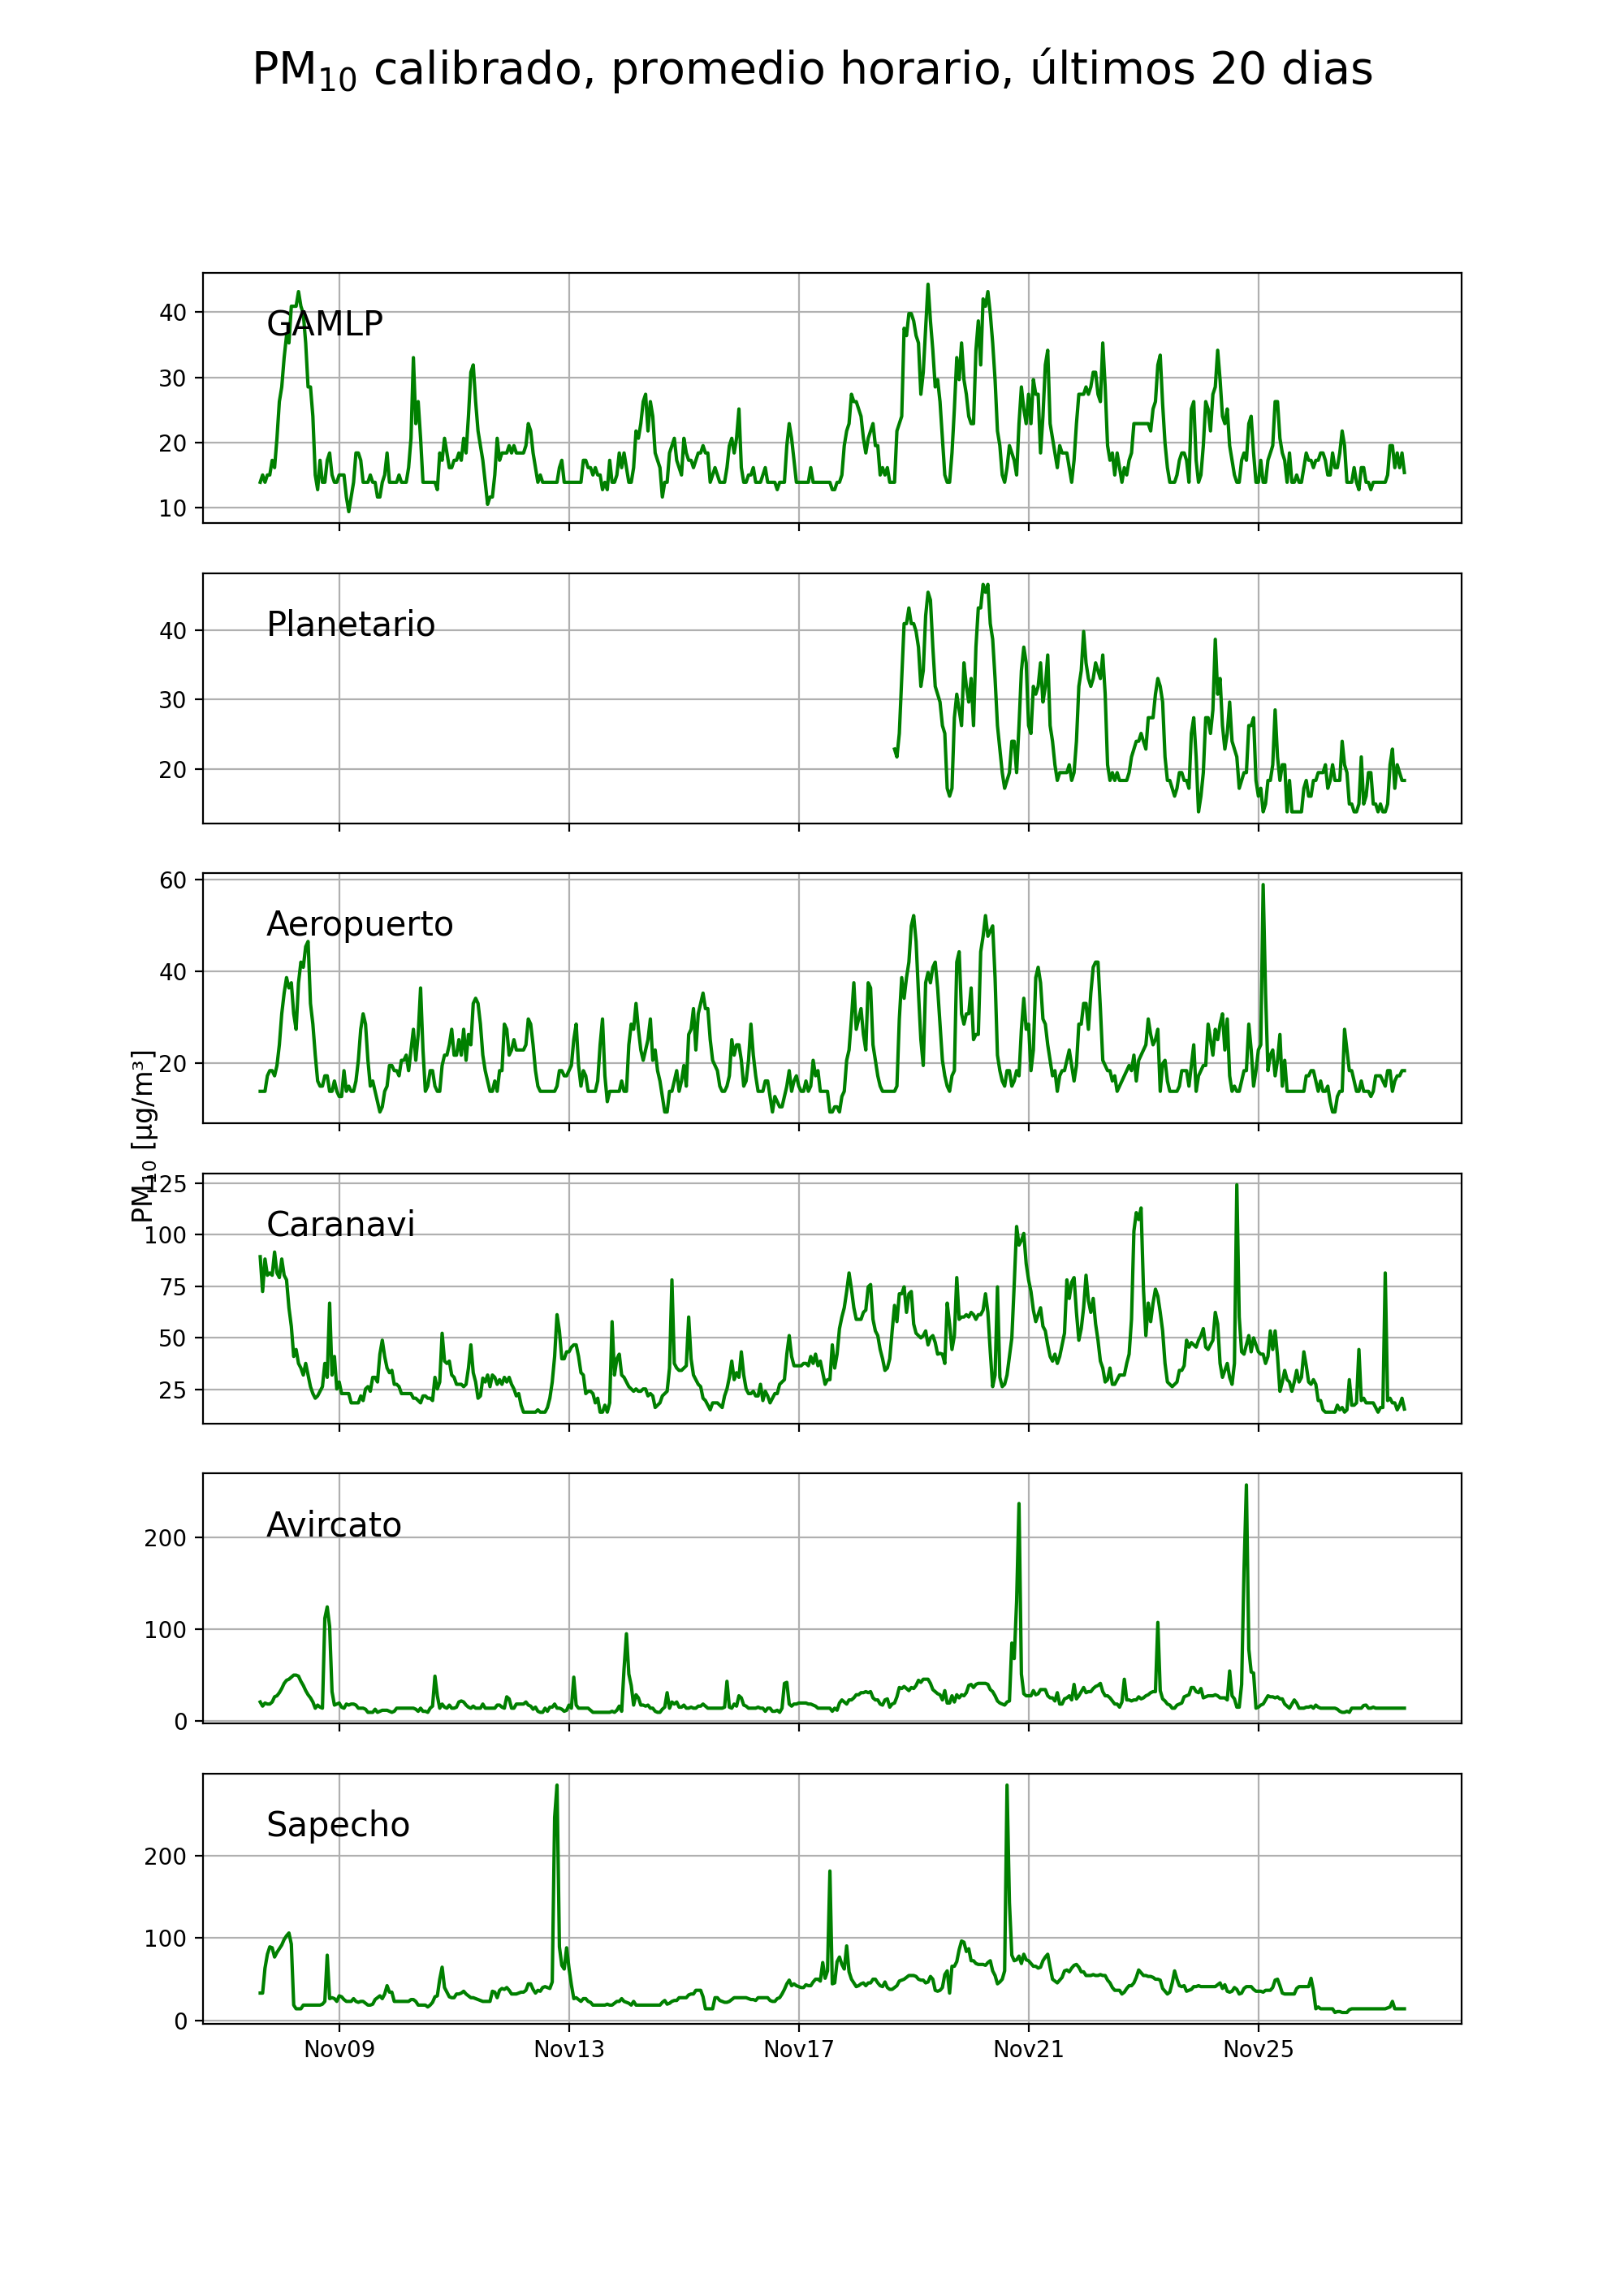 PM₁₀ calibrado, promedio horario, últimos 20 dias
GAMLP
40
30
20
10
Planetario
40
30
20
Aeropuerto
60
40
20
PM₁₀ [µg/m³]
Caranavi
125
100
75
50
25
Avircato
200
100
0
Sapecho
200
100
0
Nov09 Nov13 Nov17 Nov21 Nov25